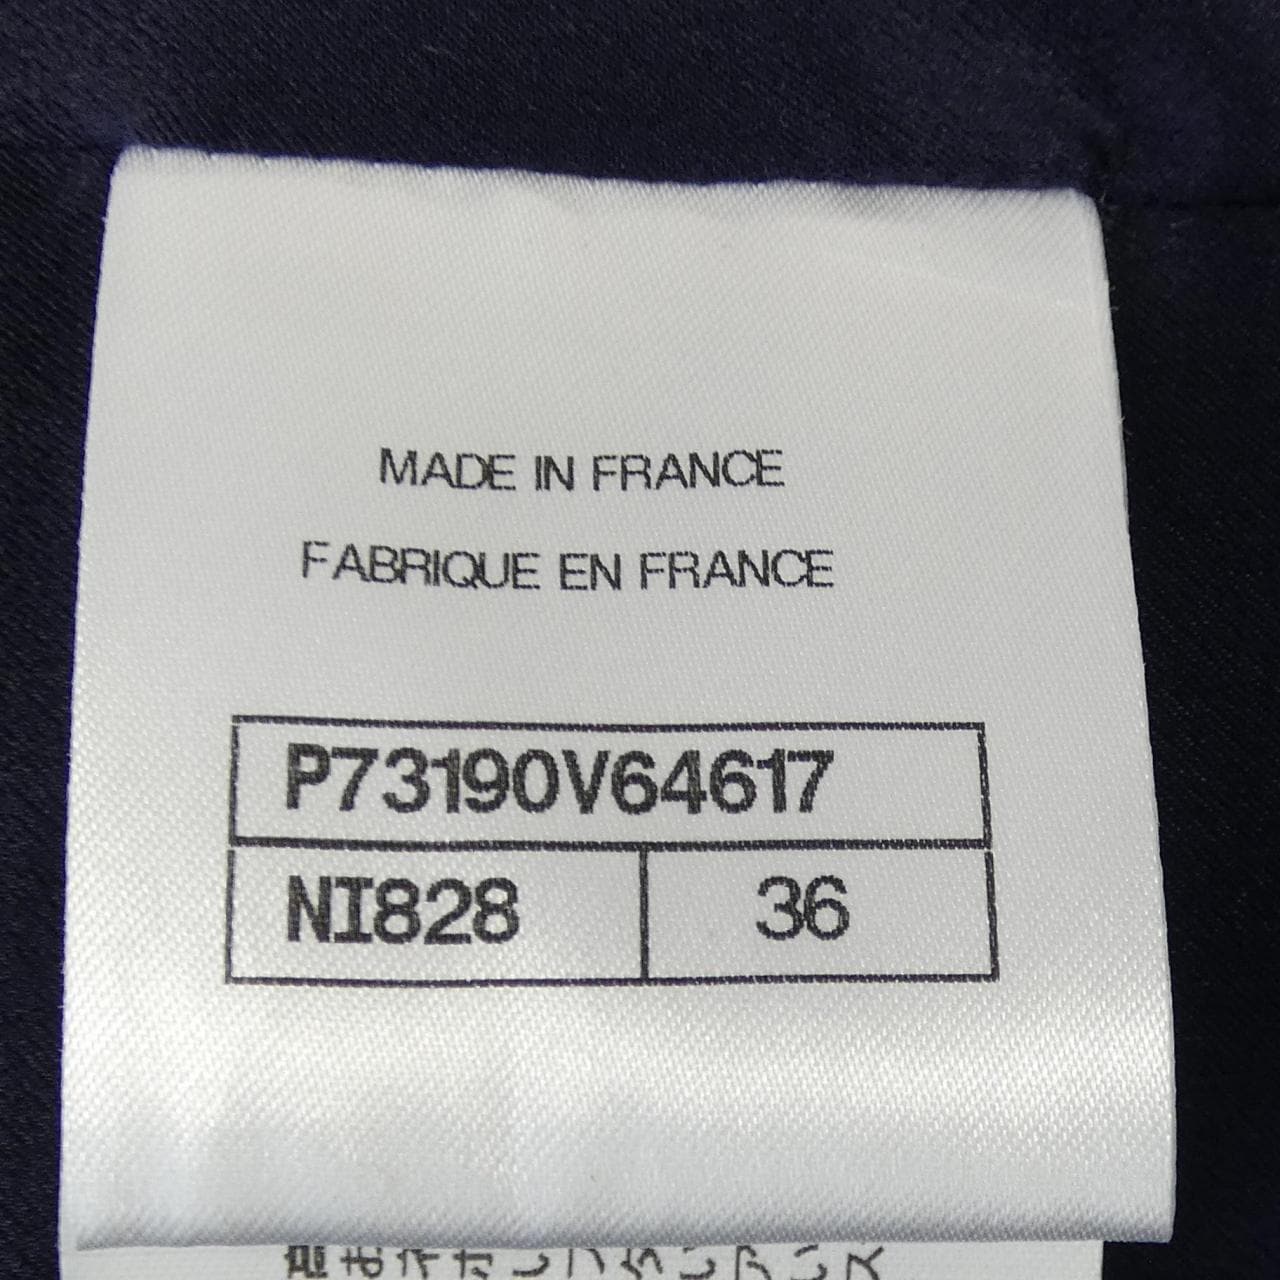 MADE IN FRANCE
FABRIQUE EN FRANCE
P73190V64617
NI828 36